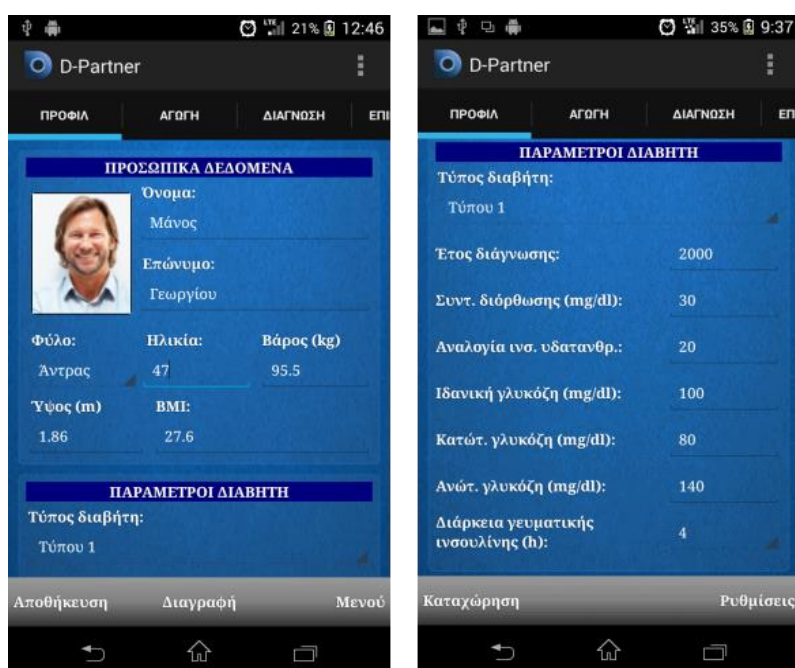 21% 12:46
D-Partner
ΠΡΟΦΙΛ ΑΓΩΓΗ ΔΙΑΓΝΩΣΗ ΕΠΙ
ΠΡΟΣΩΠΙΚΑ ΔΕΔΟΜΕΝΑ
Όνομα:
Μάνος
Επώνυμο:
Γεωργίου
Φύλο: Ηλικία: Βάρος (kg)
Άντρας 47 95.5
Ύψος (m) BMI:
1.86 27.6
ΠΑΡΑΜΕΤΡΟΙ ΔΙΑΒΗΤΗ
Τύπος διαβήτη:
Τύπου 1
Αποθήκευση Διαγραφή Μενού
35% 9:37
D-Partner
ΠΡΟΦΙΛ ΑΓΩΓΗ ΔΙΑΓΝΩΣΗ ΕΠ
ΠΑΡΑΜΕΤΡΟΙ ΔΙΑΒΗΤΗ
Τύπος διαβήτη:
Τύπου 1
Έτος διάγνωσης: 2000
Συντ. διόρθωσης (mg/dl): 30
Αναλογία ινσ. υδατανθρ.: 20
Ιδανική γλυκόζη (mg/dl): 100
Κατώτ. γλυκόζη (mg/dl): 80
Ανώτ. γλυκόζη (mg/dl): 140
Διάρκεια γευματικής
ινσουλίνης (h): 4
Καταχώρηση Ρυθμίσεις